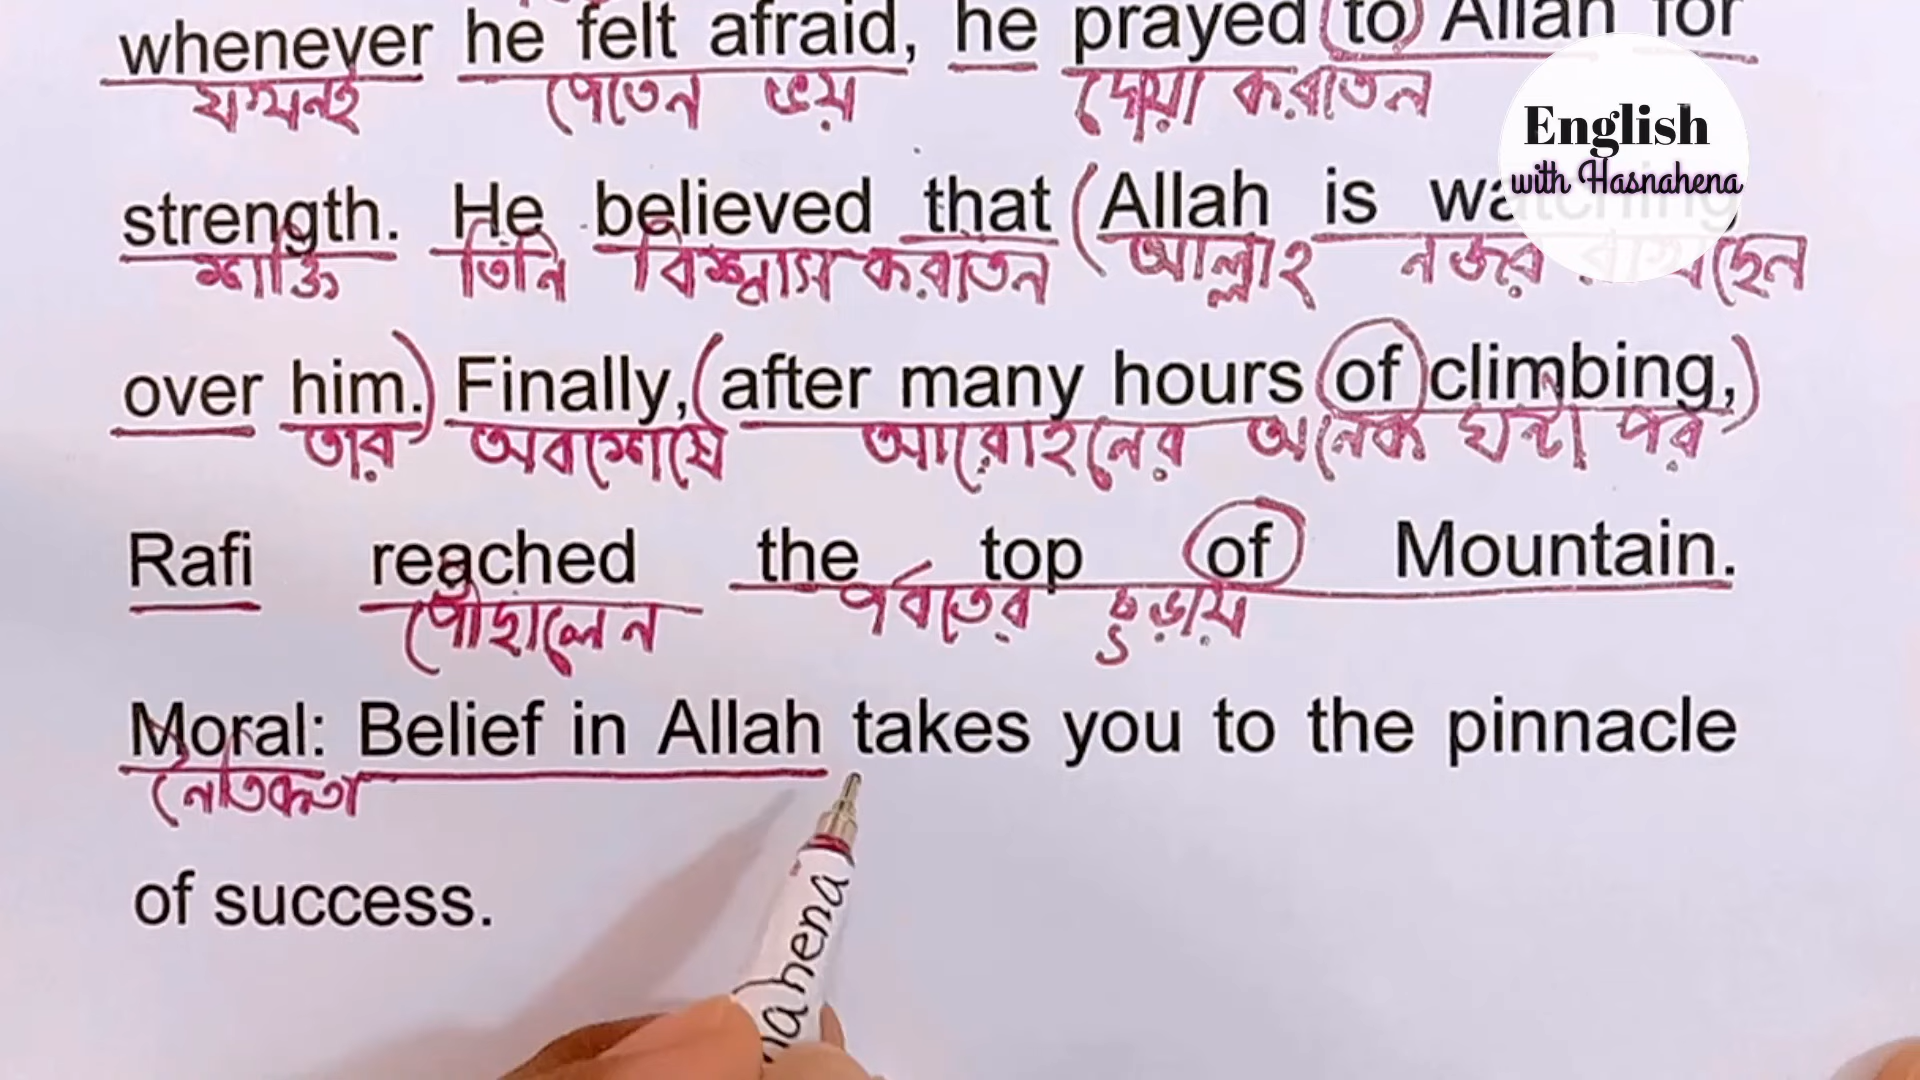 whenever he felt afraid, he prayed to Allah for
যখনই পেতেন ভয় দোয়া করতেন
English
with Hasnahena
strength. He believed that (Allah is watching
শক্তি তিনি বিশ্বাস করতেন আল্লাহ নজর রাখছেন
over him.) Finally, (after many hours of climbing,)
তার অবশেষে আরোহনের অনেক ঘন্টা পর
Rafi reached the top of Mountain.
পৌছালেন পর্বতের চুড়ায়
Moral: Belief in Allah takes you to the pinnacle
নৈতিকতা
of success.
ahena